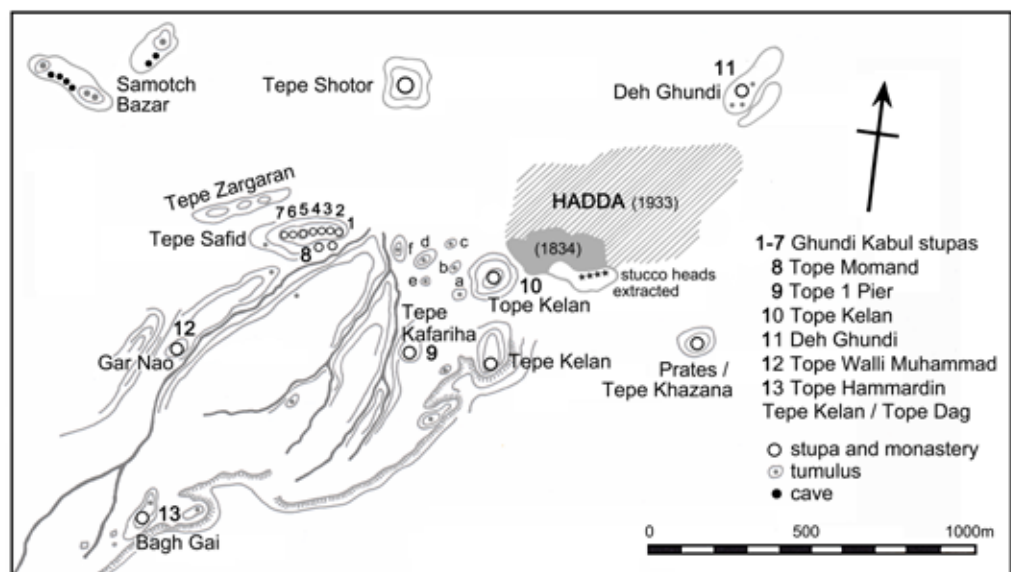 Samotch
Bazar
Tepe Shotor
11
Deh Ghundi
Tepe Zargaran
7 6 5 4 3 2
1
Tepe Safid
8
f
d
c
b
e
a
HADDA (1933)
(1834)
stucco heads
extracted
10
Tope Kelan
Tepe
Kafariha
9
12
Gar Nao
Tepe Kelan
Prates /
Tepe Khazana
13
Bagh Gai
1-7 Ghundi Kabul stupas
8 Tope Momand
9 Tope 1 Pier
10 Tope Kelan
11 Deh Ghundi
12 Tope Walli Muhammad
13 Tope Hammardin
Tepe Kelan / Tope Dag
stupa and monastery
tumulus
cave
0 500 1000m